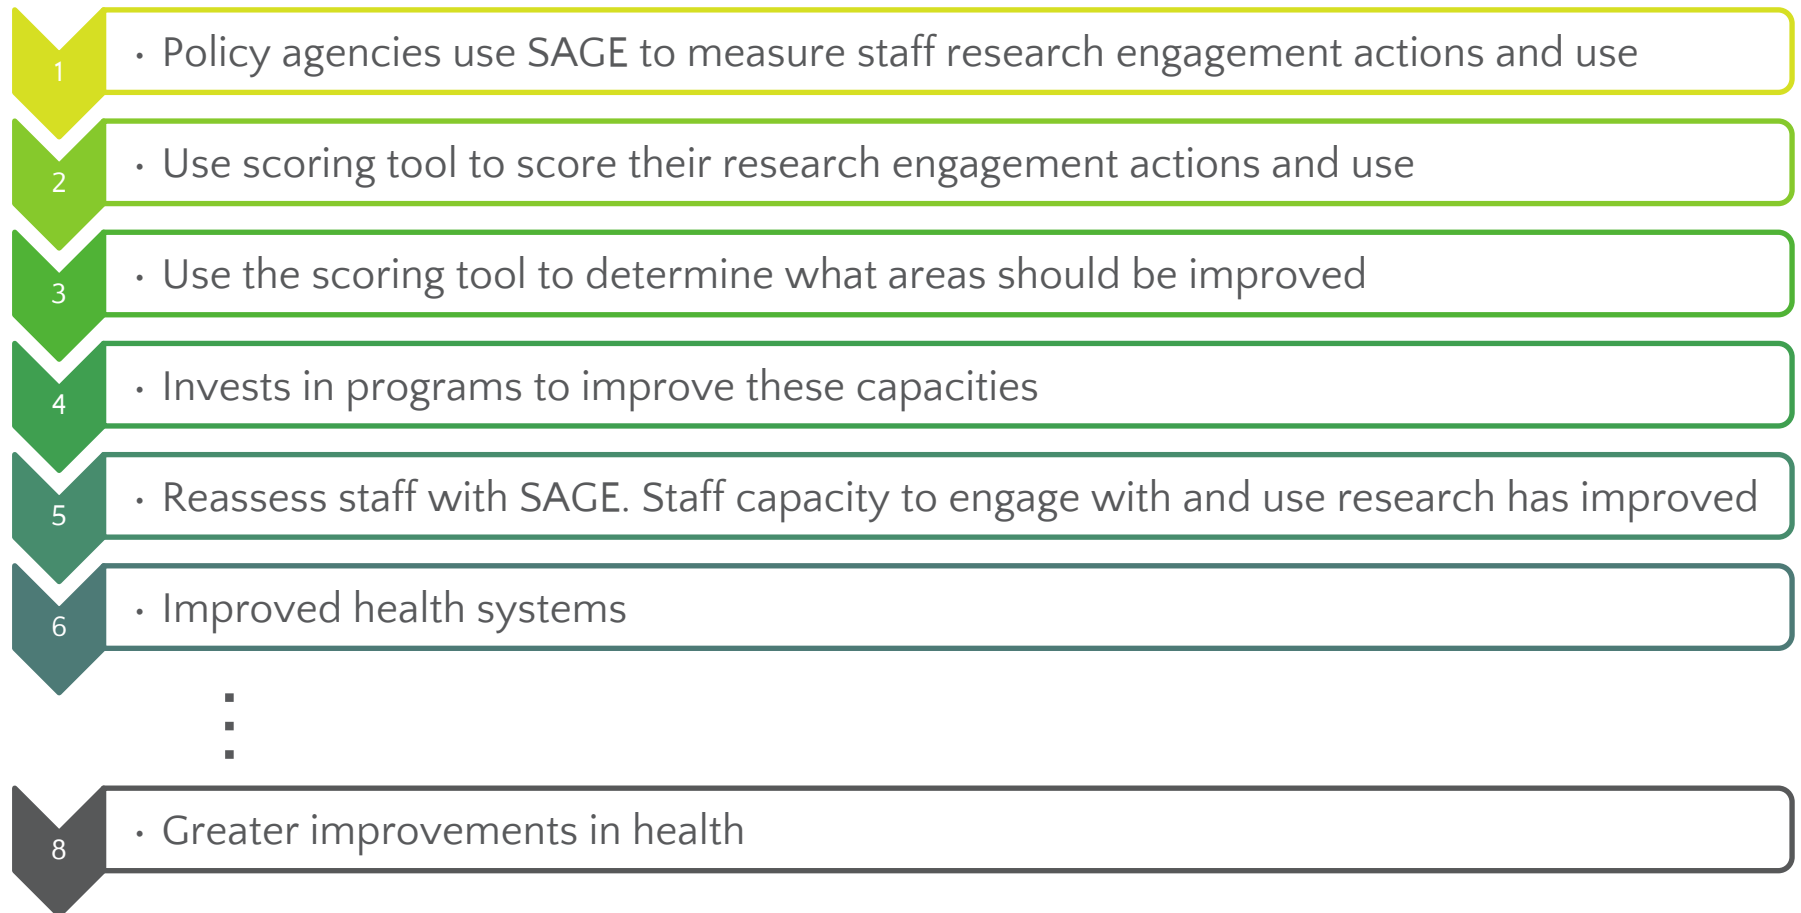 1
· Policy agencies use SAGE to measure staff research engagement actions and use
2
· Use scoring tool to score their research engagement actions and use
3
· Use the scoring tool to determine what areas should be improved
4
· Invests in programs to improve these capacities
5
· Reassess staff with SAGE. Staff capacity to engage with and use research has improved
6
· Improved health systems
8
· Greater improvements in health